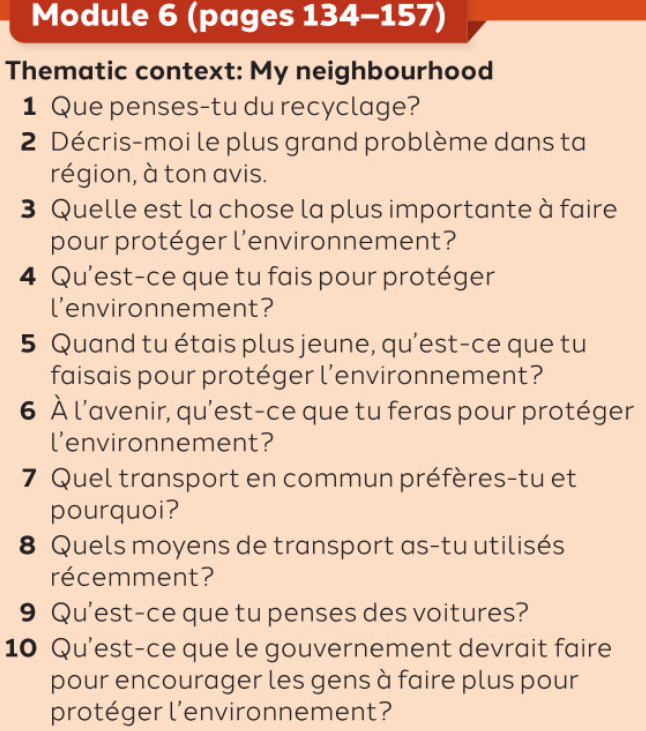 Module 6 (pages 134–157)
Thematic context: My neighbourhood
1 Que penses-tu du recyclage?
2 Décris-moi le plus grand problème dans ta
région, à ton avis.
3 Quelle est la chose la plus importante à faire
pour protéger l'environnement?
4 Qu'est-ce que tu fais pour protéger
l'environnement?
5 Quand tu étais plus jeune, qu'est-ce que tu
faisais pour protéger l'environnement?
6 À l'avenir, qu'est-ce que tu feras pour protéger
l'environnement?
7 Quel transport en commun préfères-tu et
pourquoi?
8 Quels moyens de transport as-tu utilisés
récemment?
9 Qu'est-ce que tu penses des voitures?
10 Qu'est-ce que le gouvernement devrait faire
pour encourager les gens à faire plus pour
protéger l'environnement?